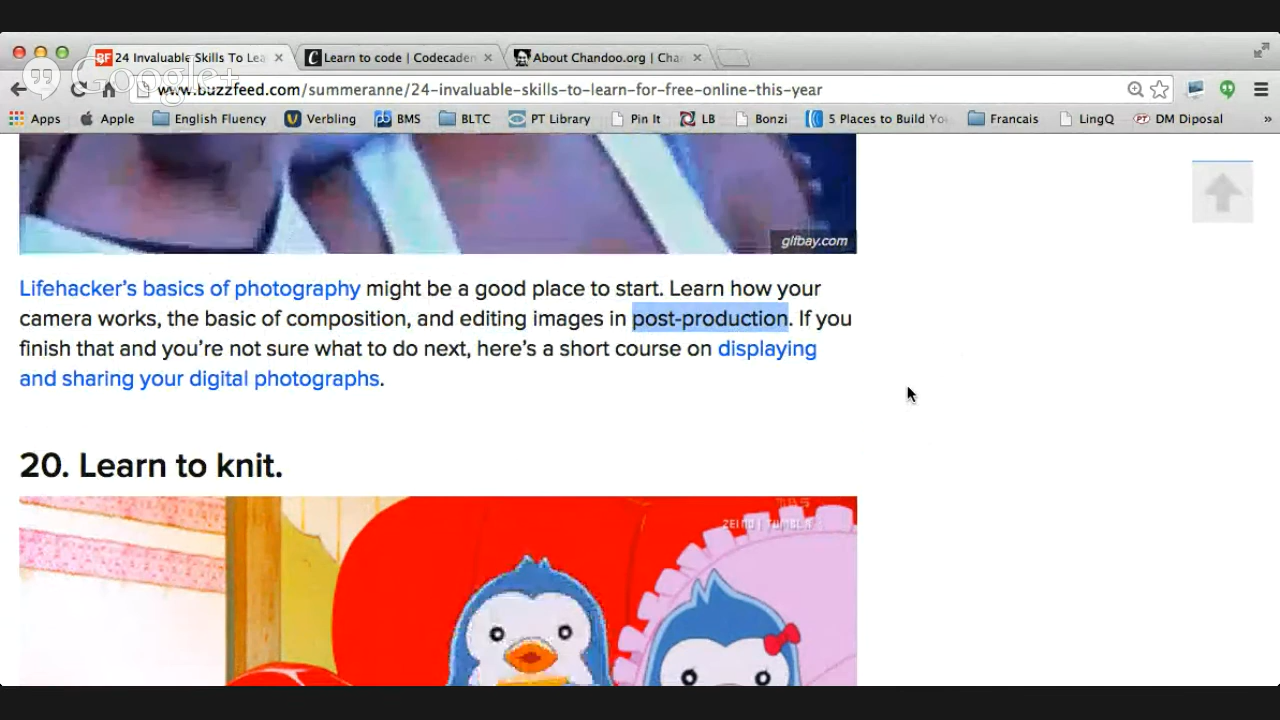 24 Invaluable Skills To Lea
Learn to code | Codecade
About Chandoo.org | Cha
Google+
www.buzzfeed.com/summeranne/24-invaluable-skills-to-learn-for-free-online-this-year
Apps Apple English Fluency Verbling BMS BLTC PT Library Pin It LB Bonzi 5 Places to Build Yo Francais LingQ DM Diposal »
gifbay.com
Lifehacker's basics of photography might be a good place to start. Learn how your
camera works, the basic of composition, and editing images in post-production. If you
finish that and you're not sure what to do next, here's a short course on displaying
and sharing your digital photographs.
20. Learn to knit.
ZEIND | TUMBLR